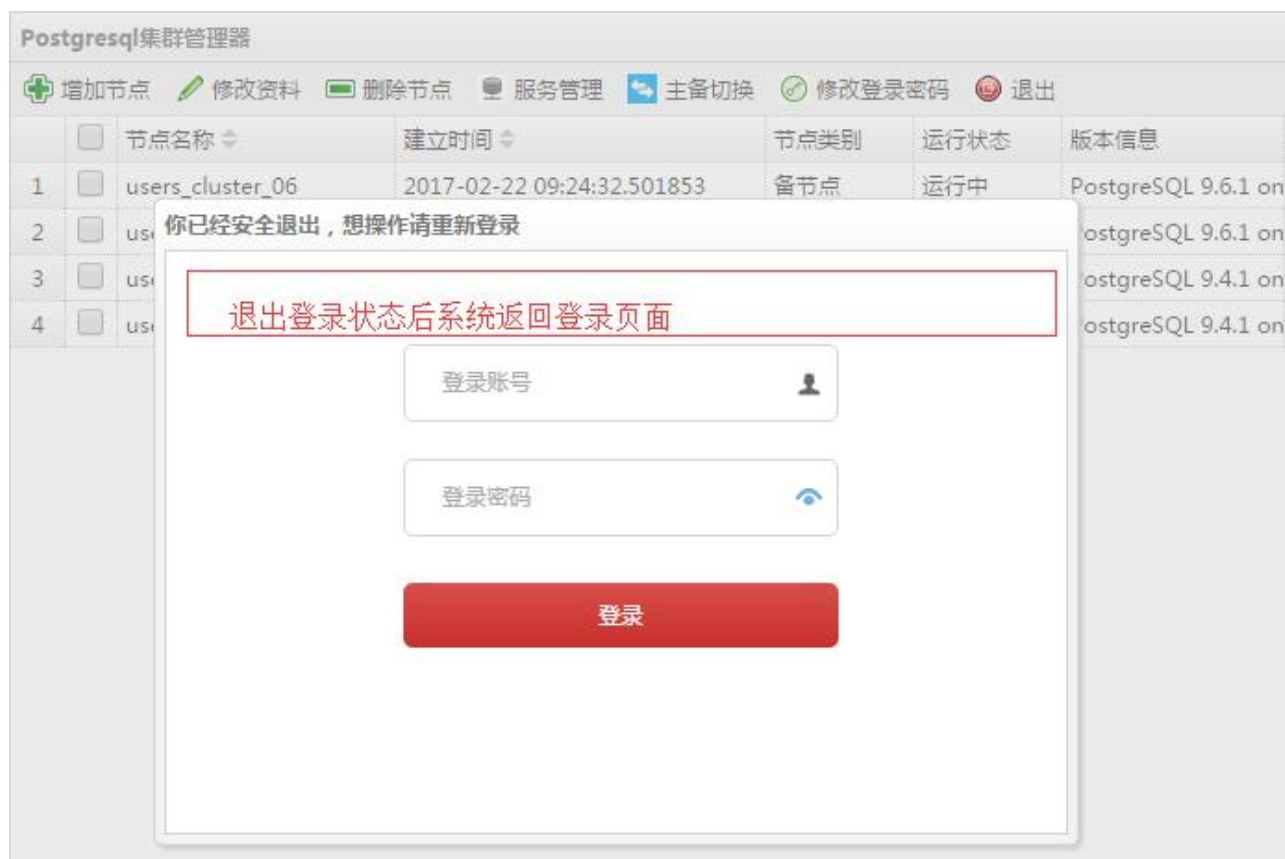 Postgresql集群管理器
增加节点 修改资料 删除节点 服务管理 主备切换 修改登录密码 退出
节点名称 建立时间 节点类别 运行状态 版本信息
1 users_cluster_06 2017-02-22 09:24:32.501853 备节点 运行中 PostgreSQL 9.6.1 on
你已经安全退出，想操作请重新登录
2 use ostgreSQL 9.6.1 on
3 use ostgreSQL 9.4.1 on
退出登录状态后系统返回登录页面
4 use ostgreSQL 9.4.1 on
登录账号
登录密码
登录